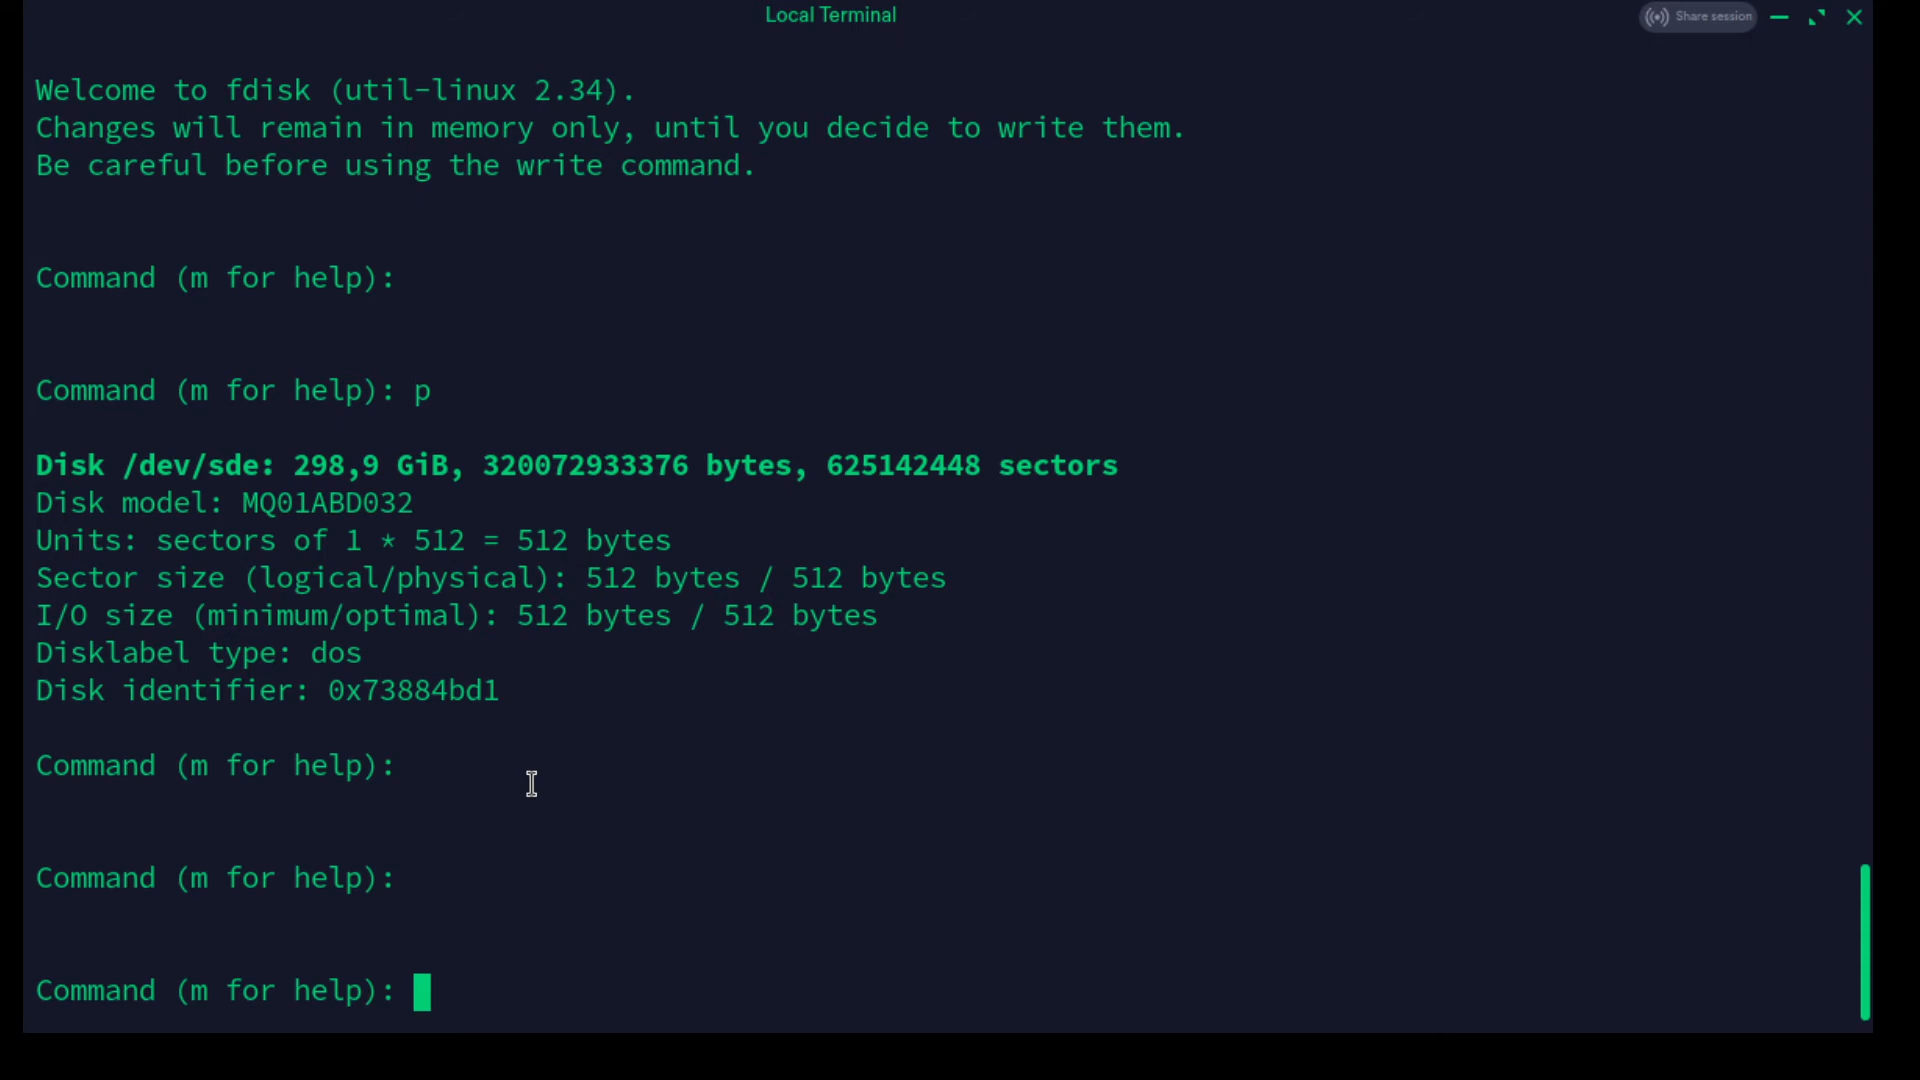 Local Terminal
Share session
Welcome to fdisk (util-linux 2.34).
Changes will remain in memory only, until you decide to write them.
Be careful before using the write command.
Command (m for help):
Command (m for help): p
Disk /dev/sde: 298,9 GiB, 320072933376 bytes, 625142448 sectors
Disk model: MQ01ABD032
Units: sectors of 1 * 512 = 512 bytes
Sector size (logical/physical): 512 bytes / 512 bytes
I/O size (minimum/optimal): 512 bytes / 512 bytes
Disklabel type: dos
Disk identifier: 0x73884bd1
Command (m for help):
Command (m for help):
Command (m for help):